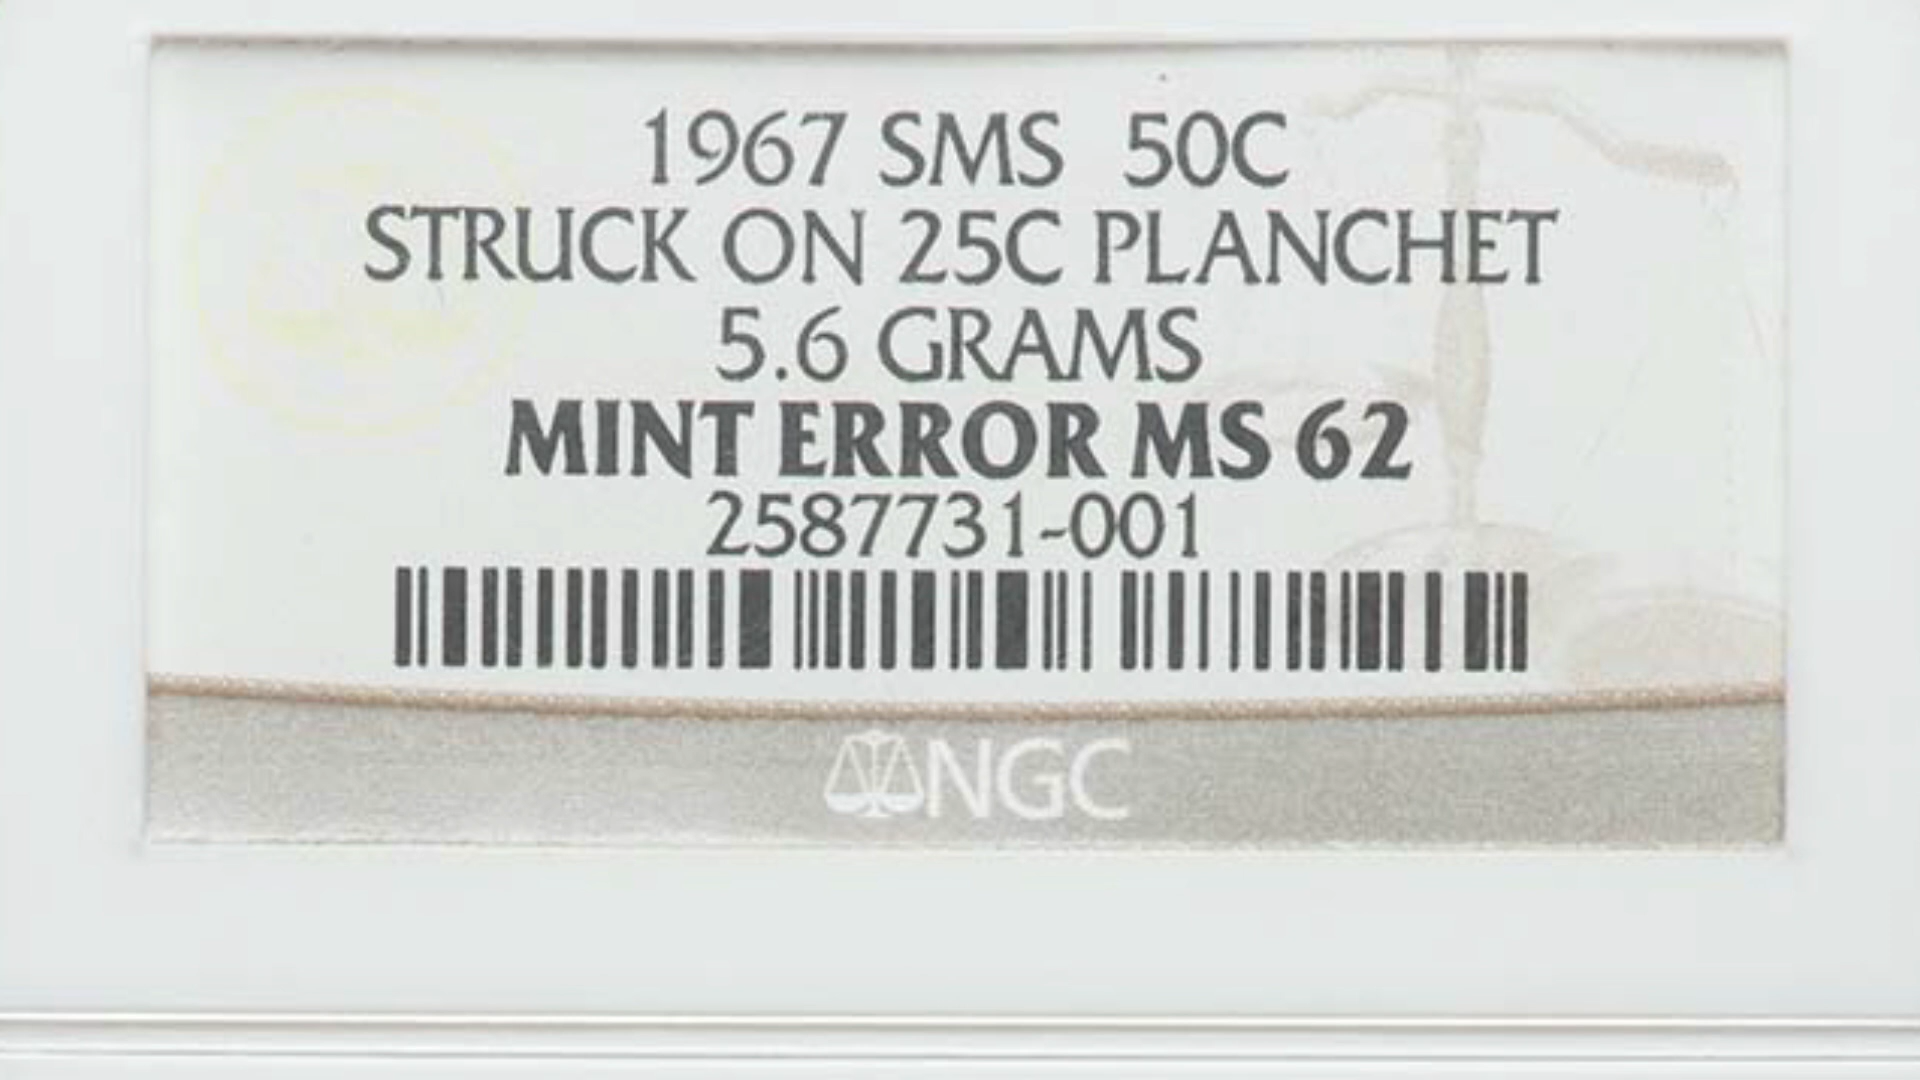 1967 SMS 50C
STRUCK ON 25C PLANCHET
5.6 GRAMS
MINT ERROR MS 62
2587731-001
NGC